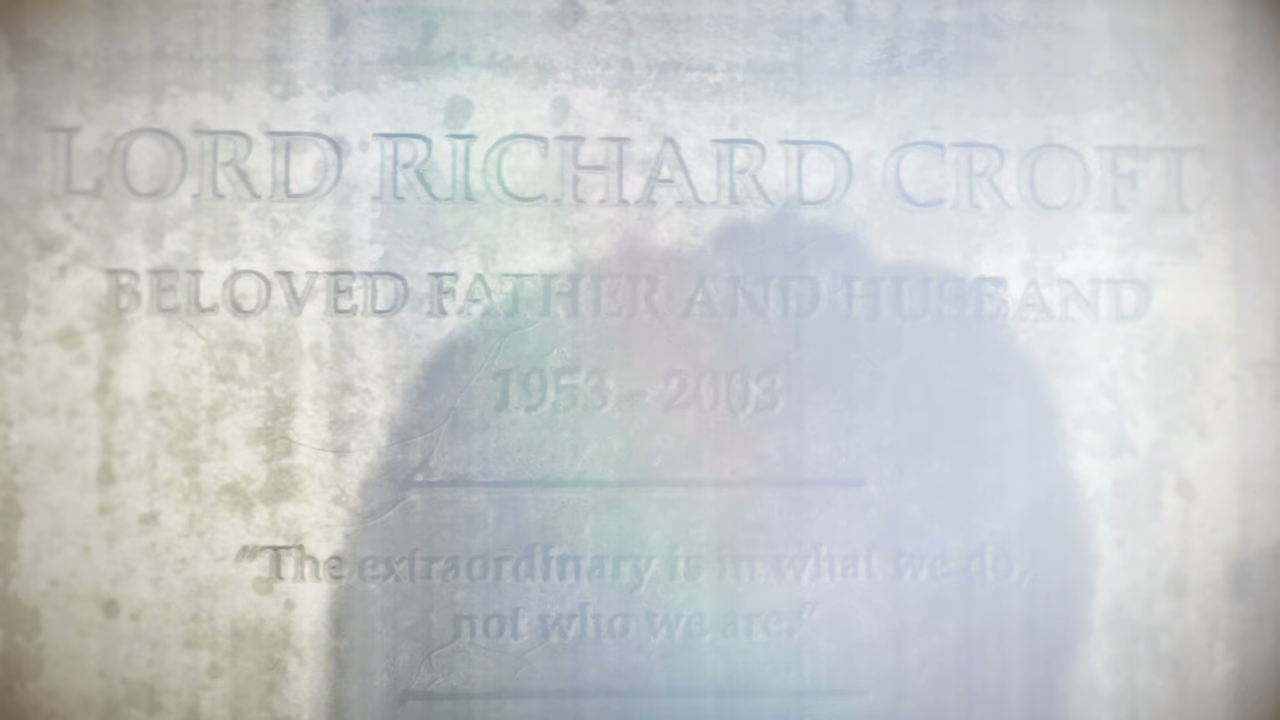 LORD RICHARD CROFT
BELOVED FATHER AND HUSBAND
1953 - 2003
“The extraordinary is in what we do,
not who we are.”